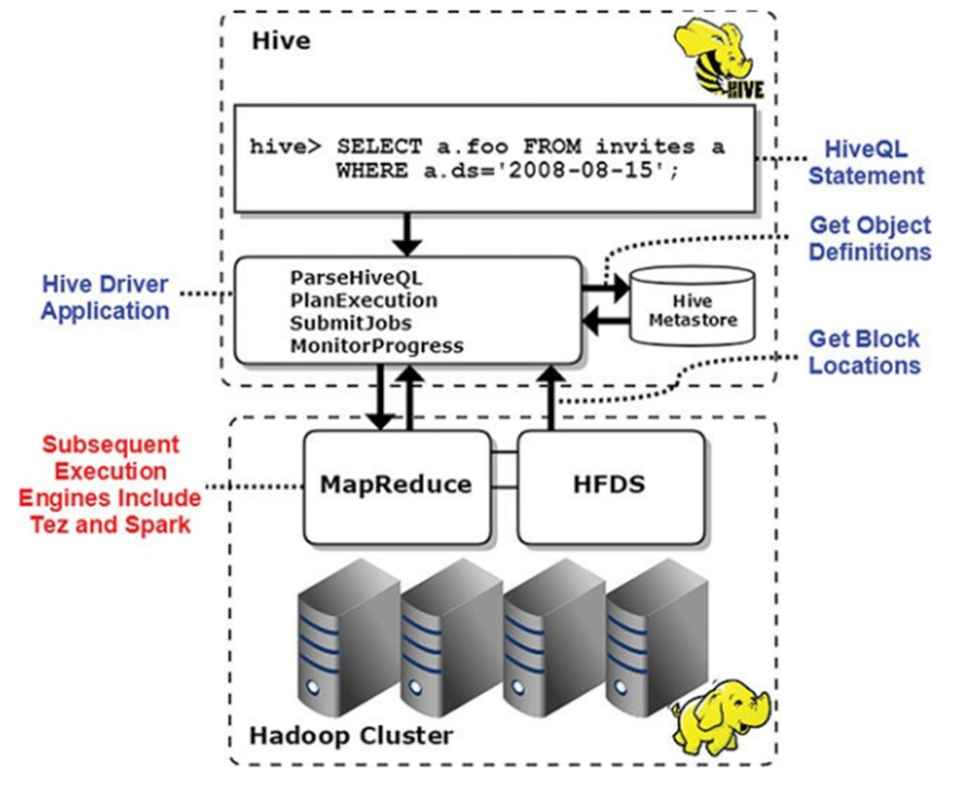 Hive
HIVE
hive> SELECT a.foo FROM invites a
WHERE a.ds='2008-08-15';
HiveQL
Statement
Get Object
Definitions
Hive Driver
Application
ParseHiveQL
PlanExecution
SubmitJobs
MonitorProgress
Hive
Metastore
Get Block
Locations
Subsequent
Execution
Engines Include
Tez and Spark
MapReduce
HFDS
Hadoop Cluster